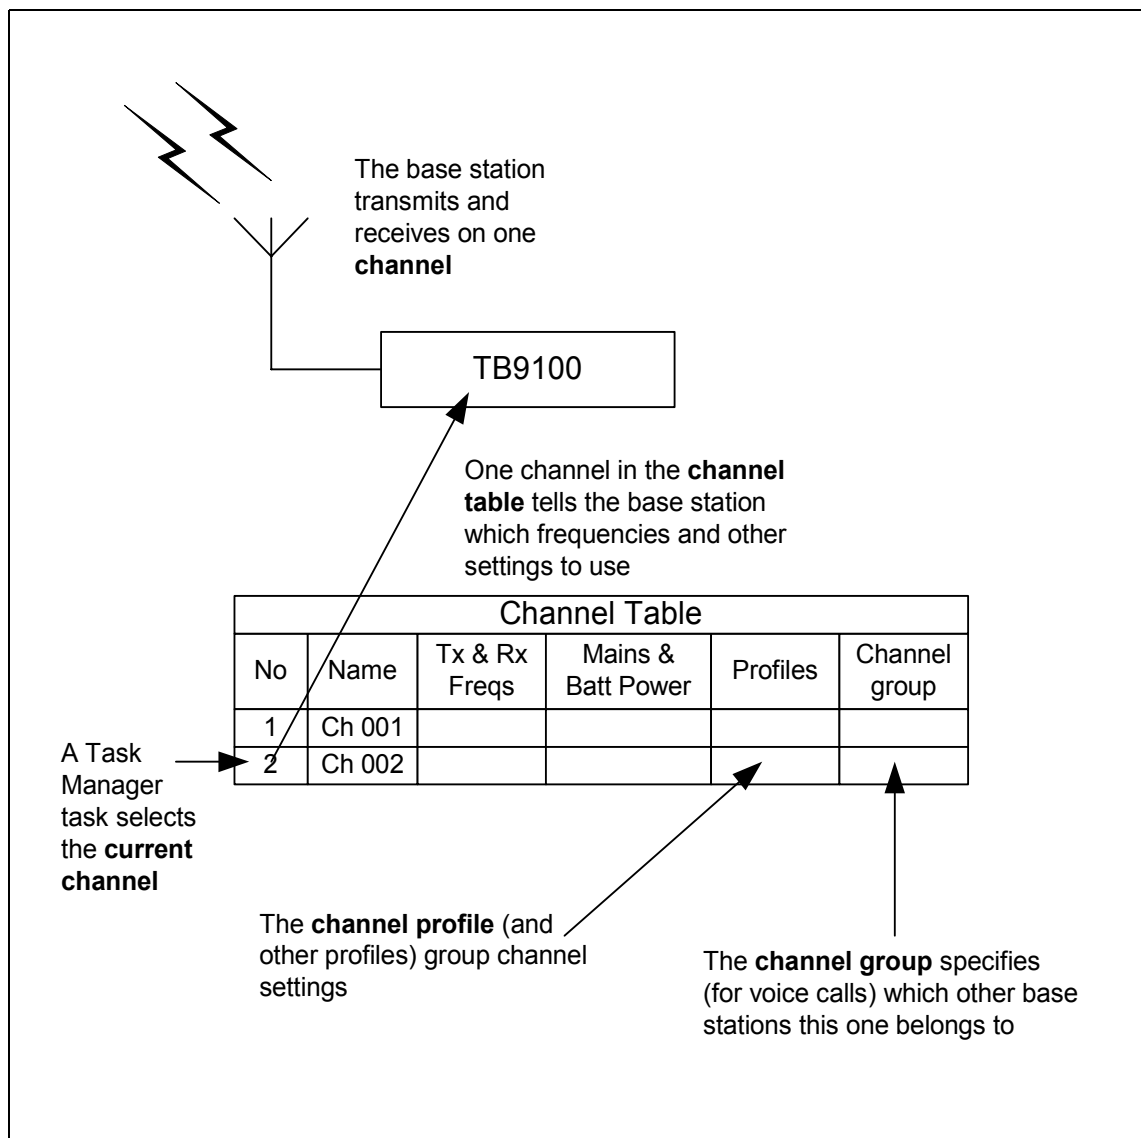 The base station
transmits and
receives on one
channel
TB9100
One channel in the channel
table tells the base station
which frequencies and other
settings to use
Channel Table
No
Name
Tx & Rx
Freqs
Mains &
Batt Power
Profiles
Channel
group
1
Ch 001
2
Ch 002
A Task
Manager
task selects
the current
channel
The channel profile (and
other profiles) group channel
settings
The channel group specifies
(for voice calls) which other base
stations this one belongs to